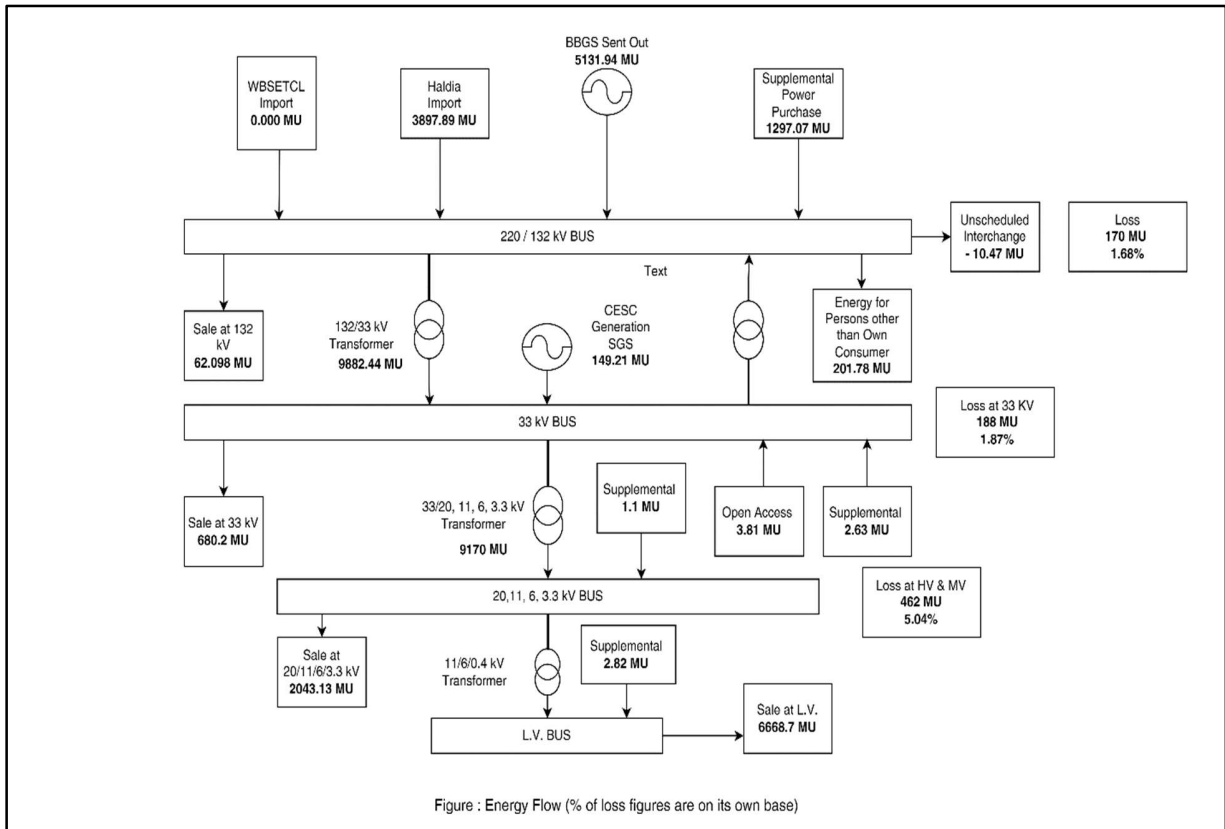 BBGS Sent Out
5131.94 MU
WBSETCL
Import
0.000 MU
Haldia
Import
3897.89 MU
Supplemental
Power
Purchase
1297.07 MU
220 / 132 kV BUS
Unscheduled
Interchange
- 10.47 MU
Loss
170 MU
1.68%
Text
Sale at 132
kV
62.098 MU
132/33 kV
Transformer
9882.44 MU
CESC
Generation
SGS
149.21 MU
Energy for
Persons other
than Own
Consumer
201.78 MU
33 kV BUS
Loss at 33 KV
188 MU
1.87%
Sale at 33 kV
680.2 MU
33/20, 11, 6, 3.3 kV
Transformer
9170 MU
Supplemental
1.1 MU
Open Access
3.81 MU
Supplemental
2.63 MU
20,11, 6, 3.3 kV BUS
Loss at HV & MV
462 MU
5.04%
Sale at
20/11/6/3.3 kV
2043.13 MU
11/6/0.4 kV
Transformer
Supplemental
2.82 MU
L.V. BUS
Sale at L.V.
6668.7 MU
Figure : Energy Flow (% of loss figures are on its own base)